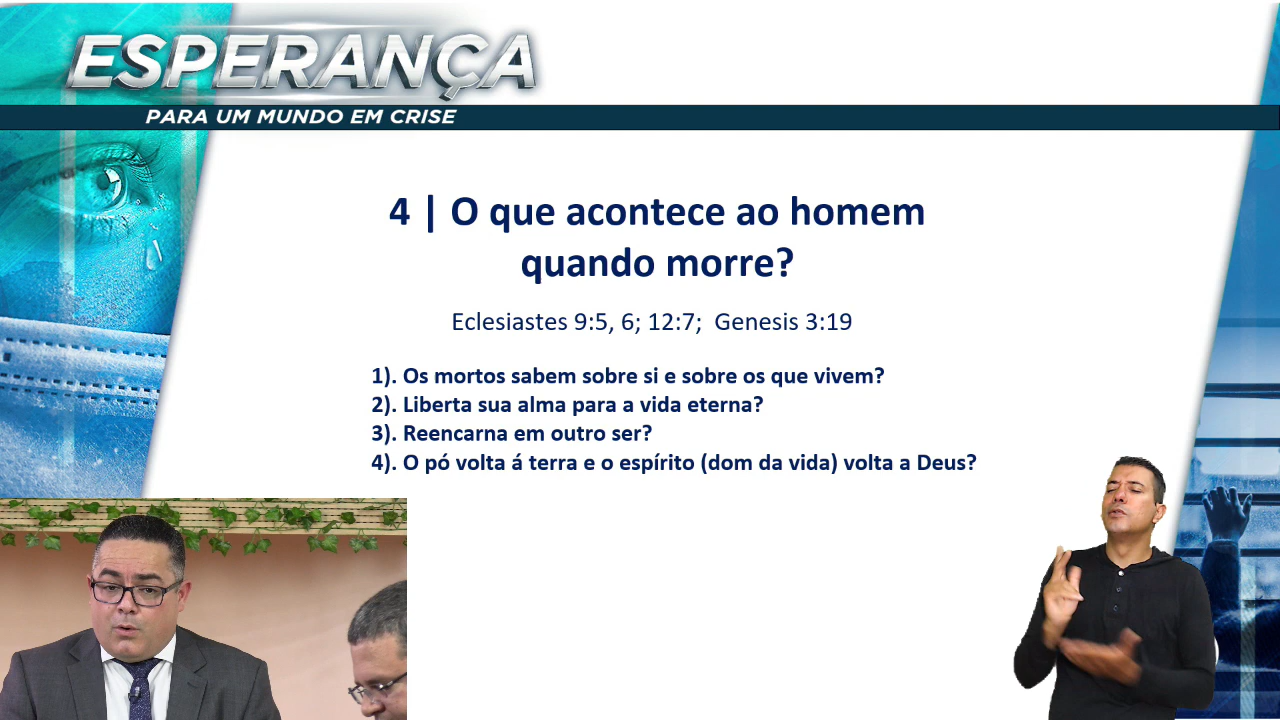 ESPERANÇA
PARA UM MUNDO EM CRISE
4 | O que acontece ao homem
quando morre?
Eclesiastes 9:5, 6; 12:7;  Genesis 3:19
1). Os mortos sabem sobre si e sobre os que vivem?
2). Liberta sua alma para a vida eterna?
3). Reencarna em outro ser?
4). O pó volta á terra e o espírito (dom da vida) volta a Deus?